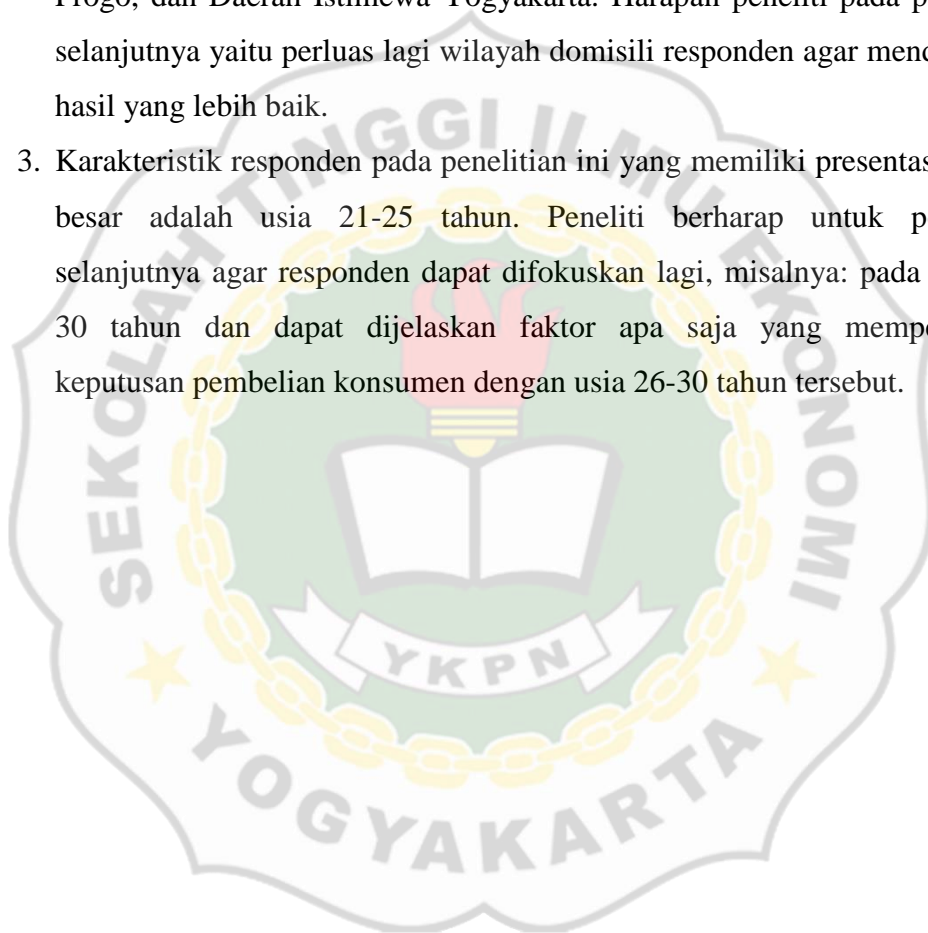 Progo, dan Daerah Istimewa Yogyakarta. Harapan peneliti pada
selanjutnya yaitu perluas lagi wilayah domisili responden agar
hasil yang lebih baik.
3. Karakteristik responden pada penelitian ini yang memiliki
besar adalah usia 21-25 tahun. Peneliti berharap untuk
selanjutnya agar responden dapat difokuskan lagi, misalnya: pada
30 tahun dan dapat dijelaskan faktor apa saja yang
keputusan pembelian konsumen dengan usia 26-30 tahun tersebut.
SEKOLAH TINGGI ILMU EKONOMI
YKPN
YOGYAKARTA